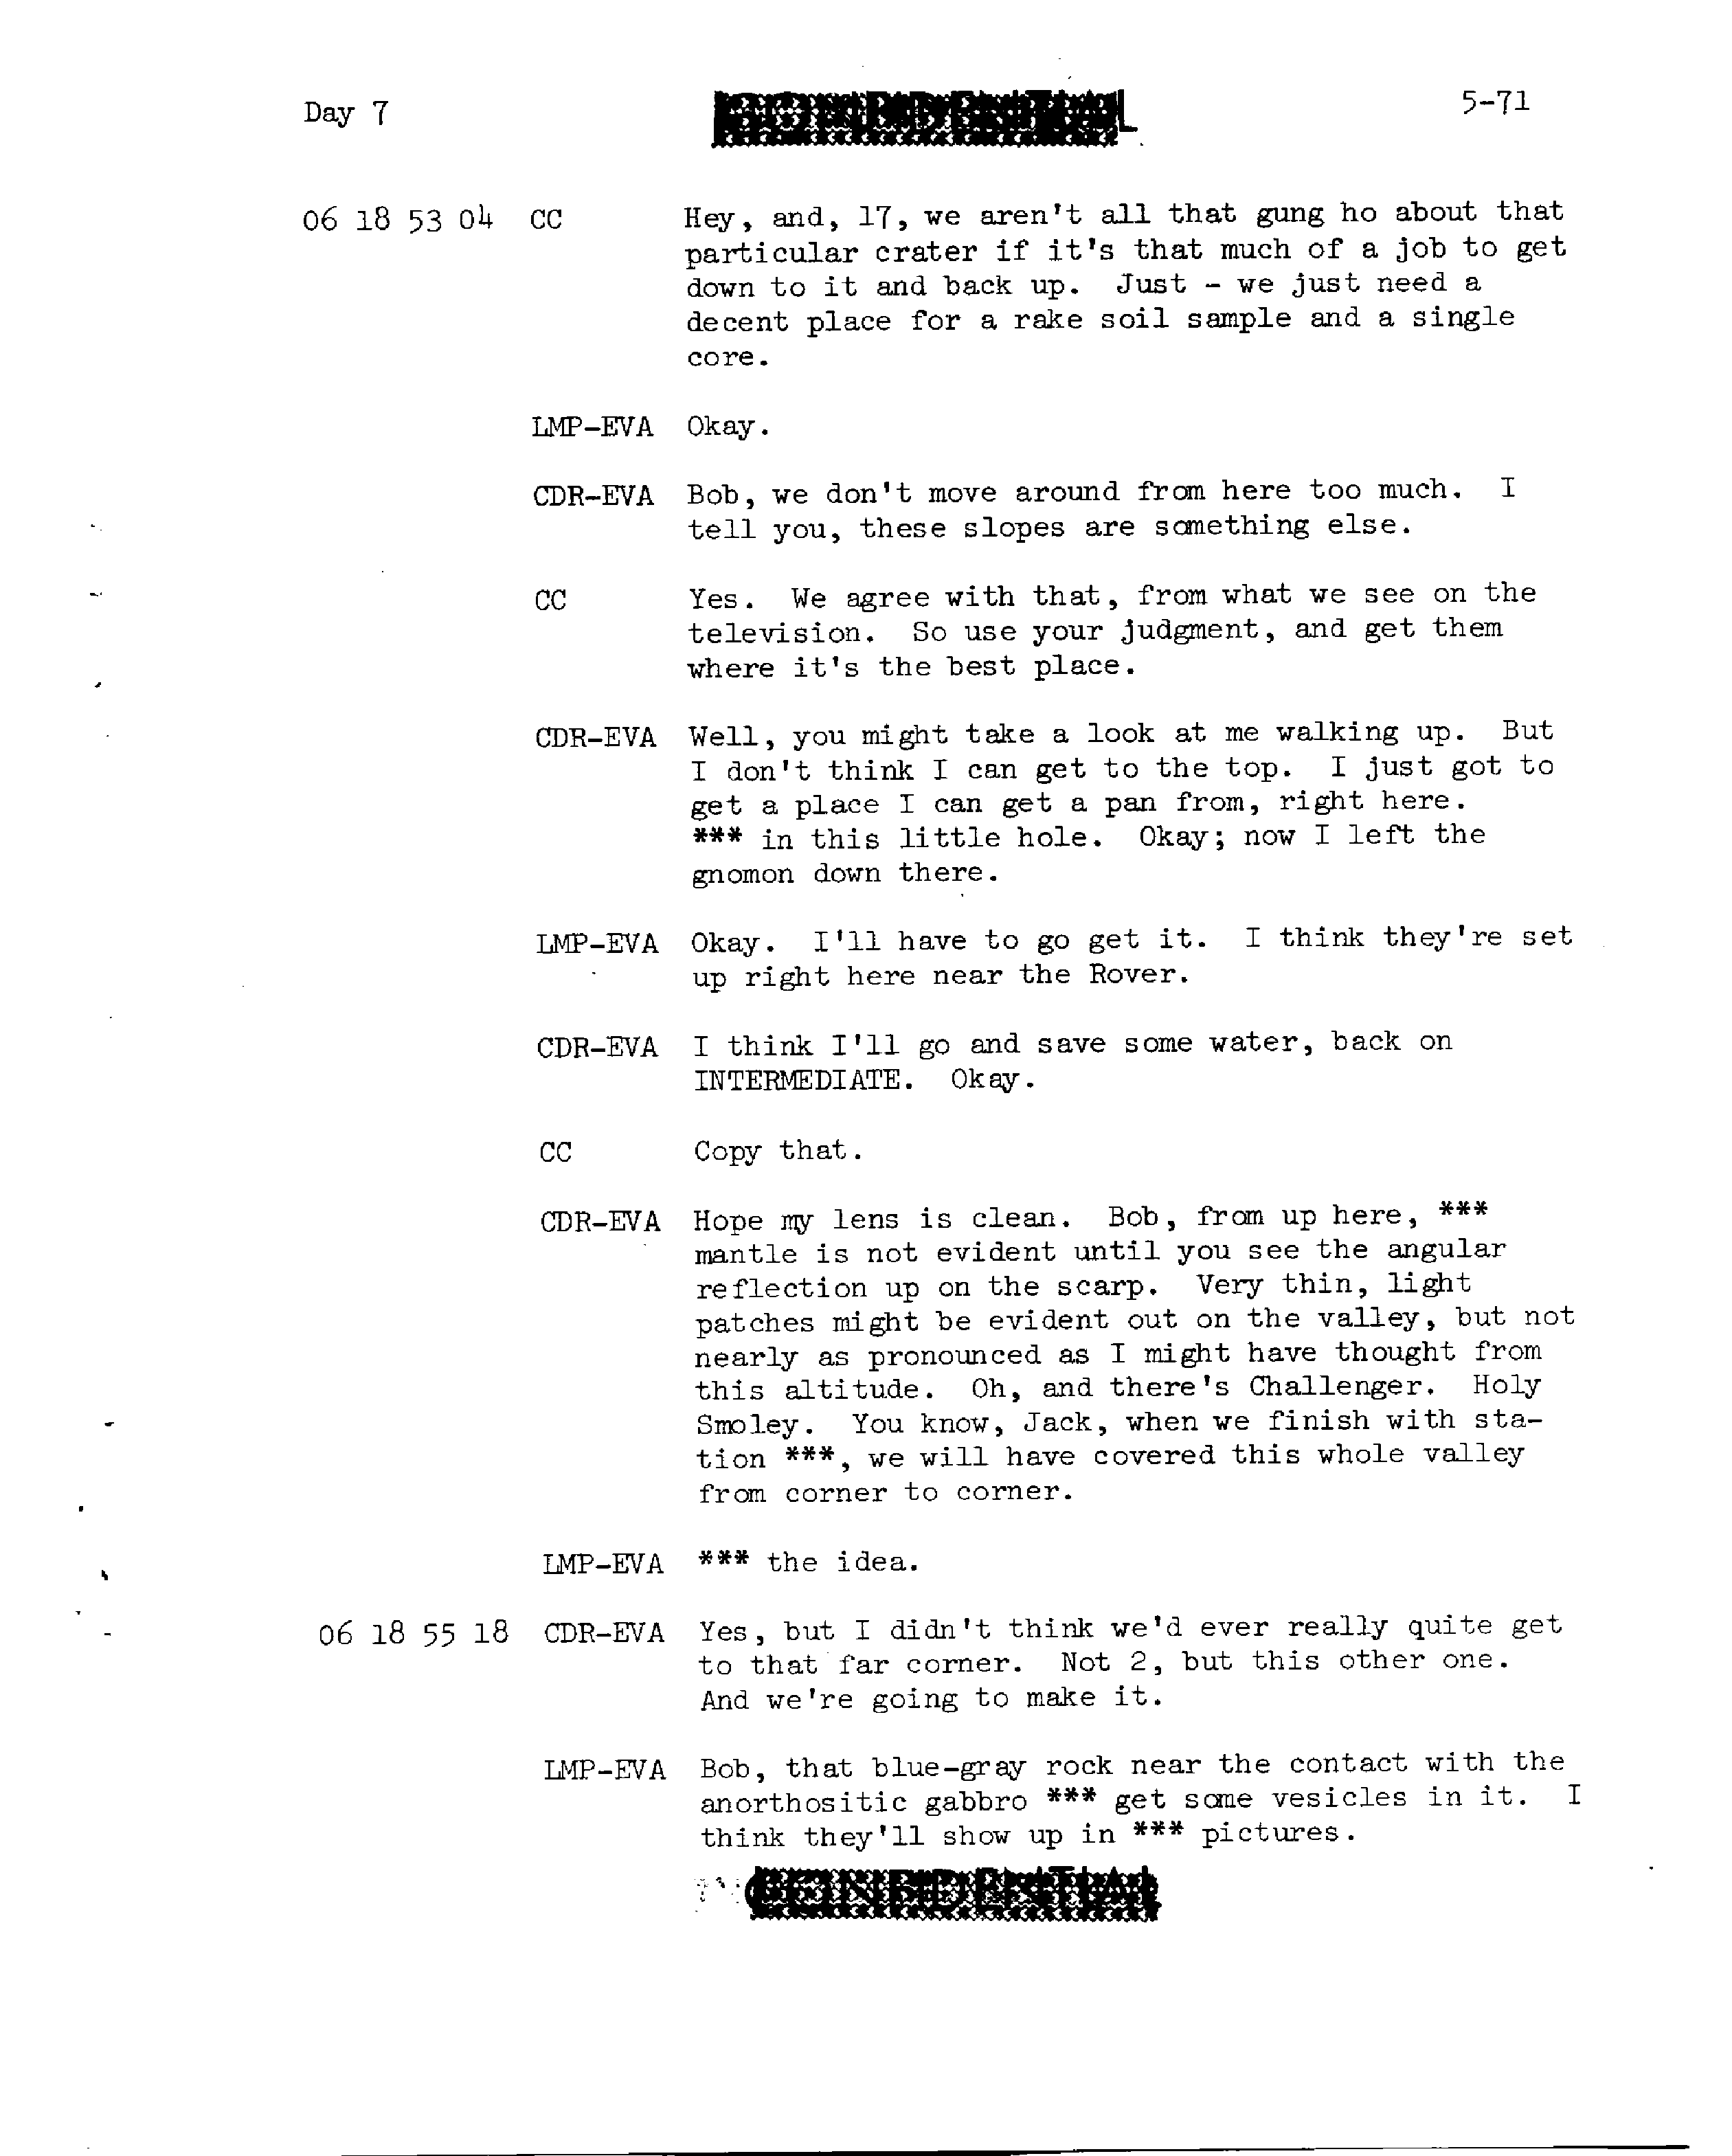 Day 7
CONFIDENTIAL
5-71
06 18 53 04 CC Hey, and, 17, we aren't all that gung ho about that
particular crater if it's that much of a job to get
down to it and back up. Just - we just need a
decent place for a rake soil sample and a single
core.
LMP-EVA Okay.
CDR-EVA Bob, we don't move around from here too much. I
tell you, these slopes are something else.
CC Yes. We agree with that, from what we see on the
television. So use your judgment, and get them
where it's the best place.
CDR-EVA Well, you might take a look at me walking up. But
I don't think I can get to the top. I just got to
get a place I can get a pan from, right here.
*** in this little hole. Okay; now I left the
gnomon down there.
LMP-EVA Okay. I'll have to go get it. I think they're set
up right here near the Rover.
CDR-EVA I think I'll go and save some water, back on
INTERMEDIATE. Okay.
CC Copy that.
CDR-EVA Hope my lens is clean. Bob, from up here, ***
mantle is not evident until you see the angular
reflection up on the scarp. Very thin, light
patches might be evident out on the valley, but not
nearly as pronounced as I might have thought from
this altitude. Oh, and there's Challenger. Holy
Smoley. You know, Jack, when we finish with sta-
tion ***, we will have covered this whole valley
from corner to corner.
LMP-EVA *** the idea.
06 18 55 18 CDR-EVA Yes, but I didn't think we'd ever really quite get
to that far corner. Not 2, but this other one.
And we're going to make it.
LMP-EVA Bob, that blue-gray rock near the contact with the
anorthositic gabbro *** get some vesicles in it. I
think they'll show up in *** pictures.
CONFIDENTIAL